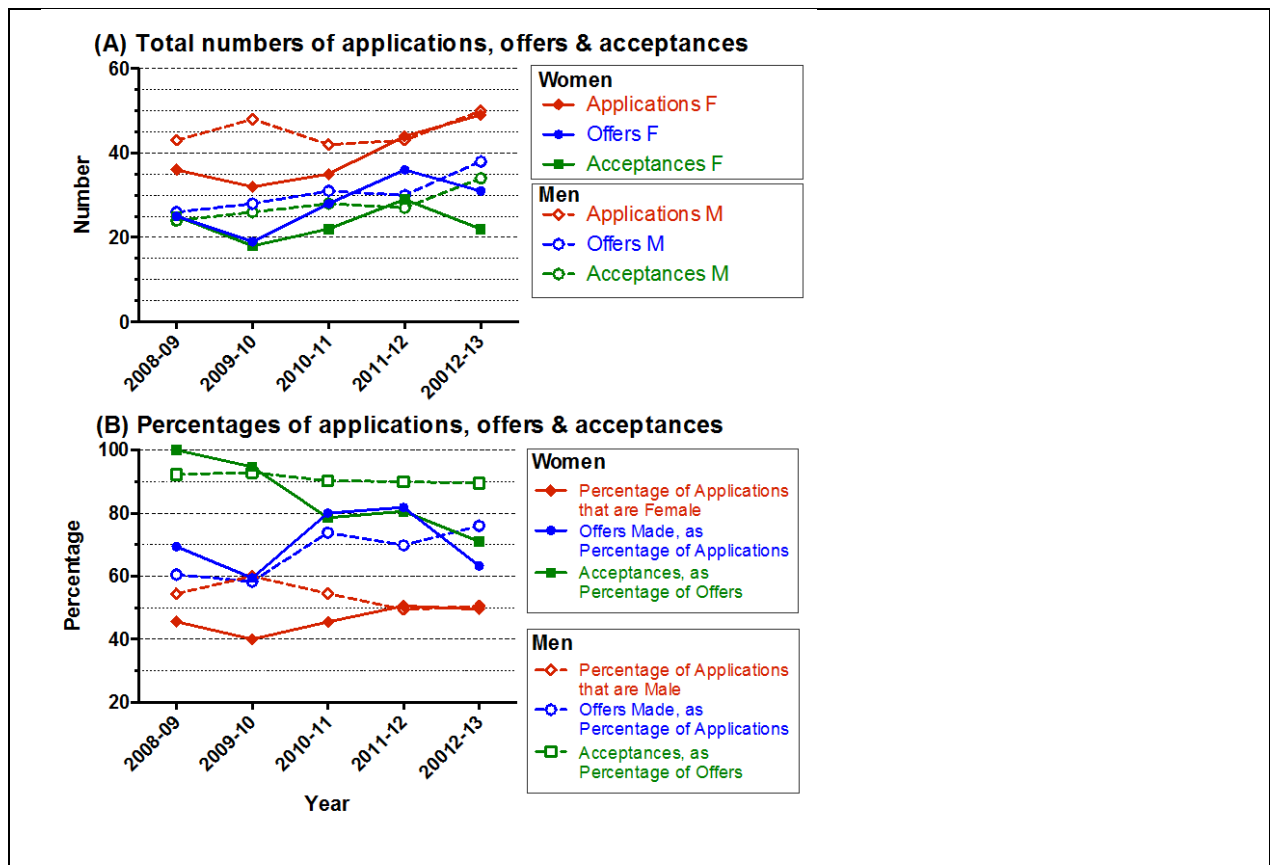 (A) Total numbers of applications, offers & acceptances
60
40
20
0
Number
2008-09
2009-10
2010-11
2011-12
20012-13
Women
Applications F
Offers F
Acceptances F
Men
Applications M
Offers M
Acceptances M
(B) Percentages of applications, offers & acceptances
100
80
60
40
20
Percentage
2008-09
2009-10
2010-11
2011-12
20012-13
Year
Women
Percentage of Applications
that are Female
Offers Made, as
Percentage of Applications
Acceptances, as
Percentage of Offers
Men
Percentage of Applications
that are Male
Offers Made, as
Percentage of Applications
Acceptances, as
Percentage of Offers